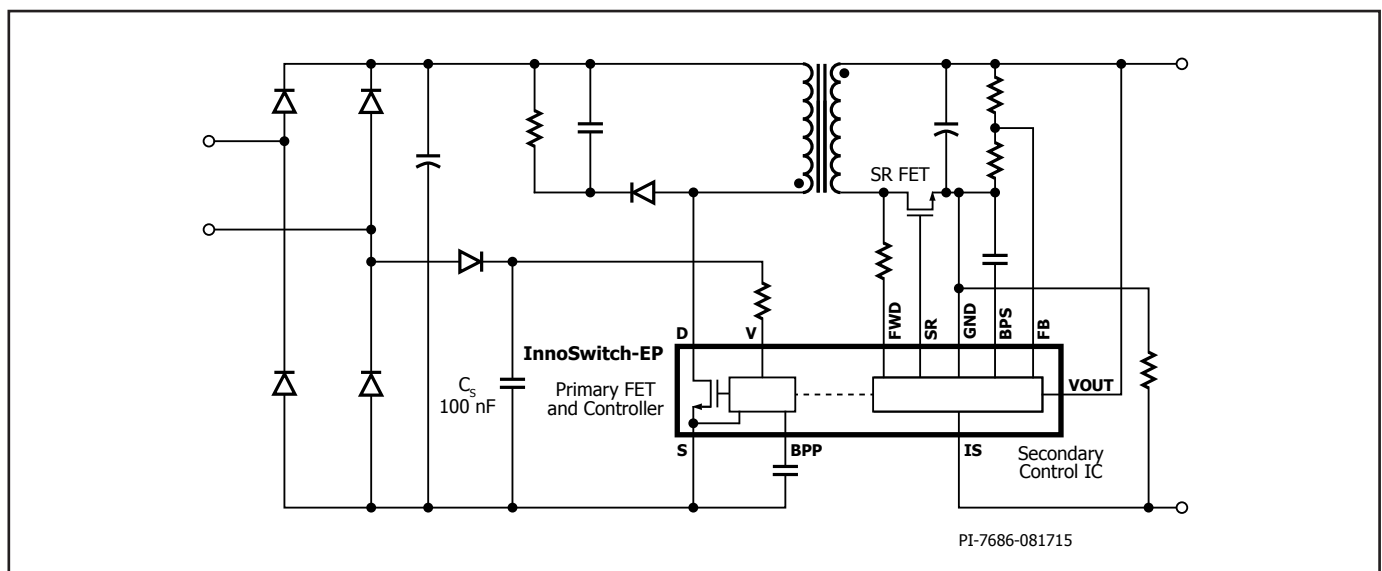 SR FET
D
V
FWD
SR
GND
BPS
FB
InnoSwitch-EP
Primary FET
and Controller
C_S
100 nF
VOUT
S
BPP
IS
Secondary
Control IC
PI-7686-081715